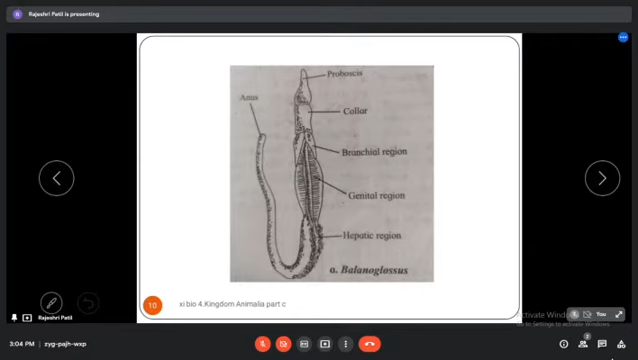 Rajeshri Patil is presenting
Proboscis
Anus
Collar
Branchial region
Genital region
Hepatic region
a. Balanoglossus
10
xi bio 4.Kingdom Animalia part c
Rajeshri Patil
You
Activate Windows
Go to Settings to activate Windows.
3:04 PM | zyg-pajh-wxp